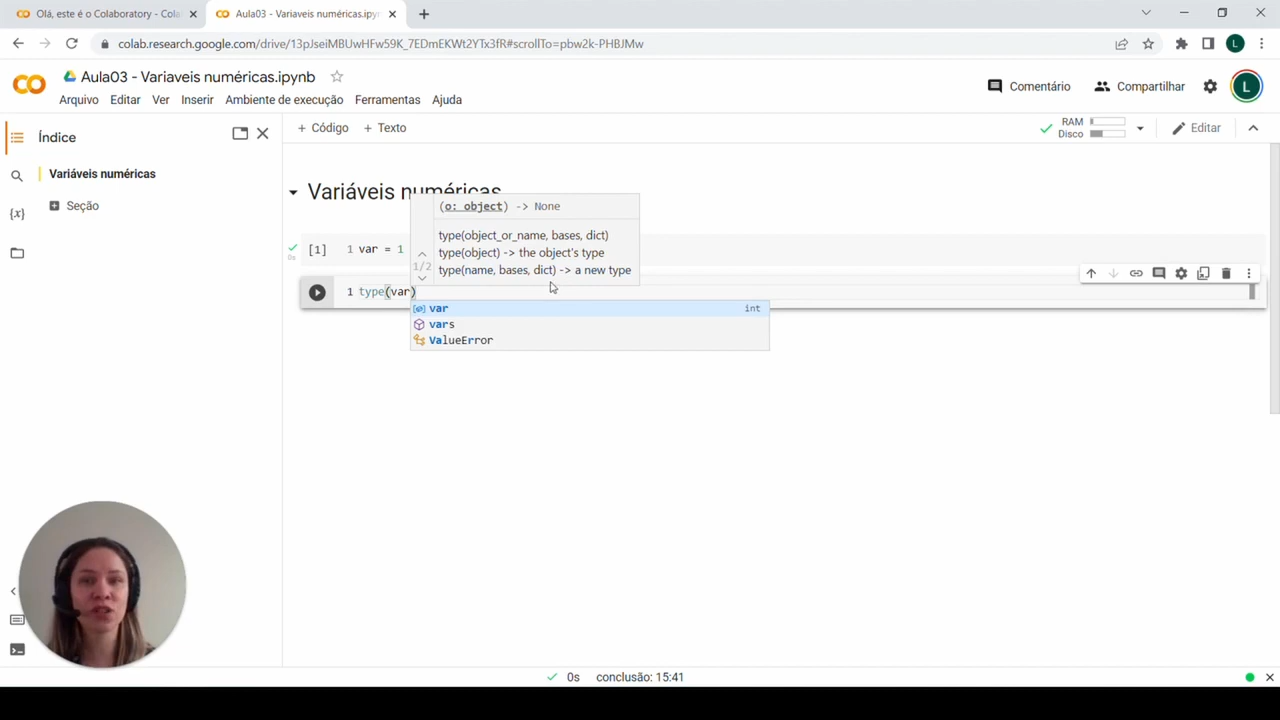 Olá, este é o Colaboratory - Cola
Aula03 - Variaveis numéricas.ipyn
colab.research.google.com/drive/13pJseiMBUwHFw59K_7EDmEKWt2YTx3fR#scrollTo=pbw2k-PHBJMw
L
CO
Aula03 - Variaveis numéricas.ipynb
Comentário
Compartilhar
L
Arquivo Editar Ver Inserir Ambiente de execução Ferramentas Ajuda
Índice
+ Código + Texto
RAM
Disco
Editar
Variáveis numéricas
Seção
{x}
Variáveis numéricas
(o: object) -> None
type(object_or_name, bases, dict)
type(object) -> the object's type
type(name, bases, dict) -> a new type
1/2
[1] 1 var = 1
0s
1 type(var)
var int
vars
ValueError
0s conclusão: 15:41